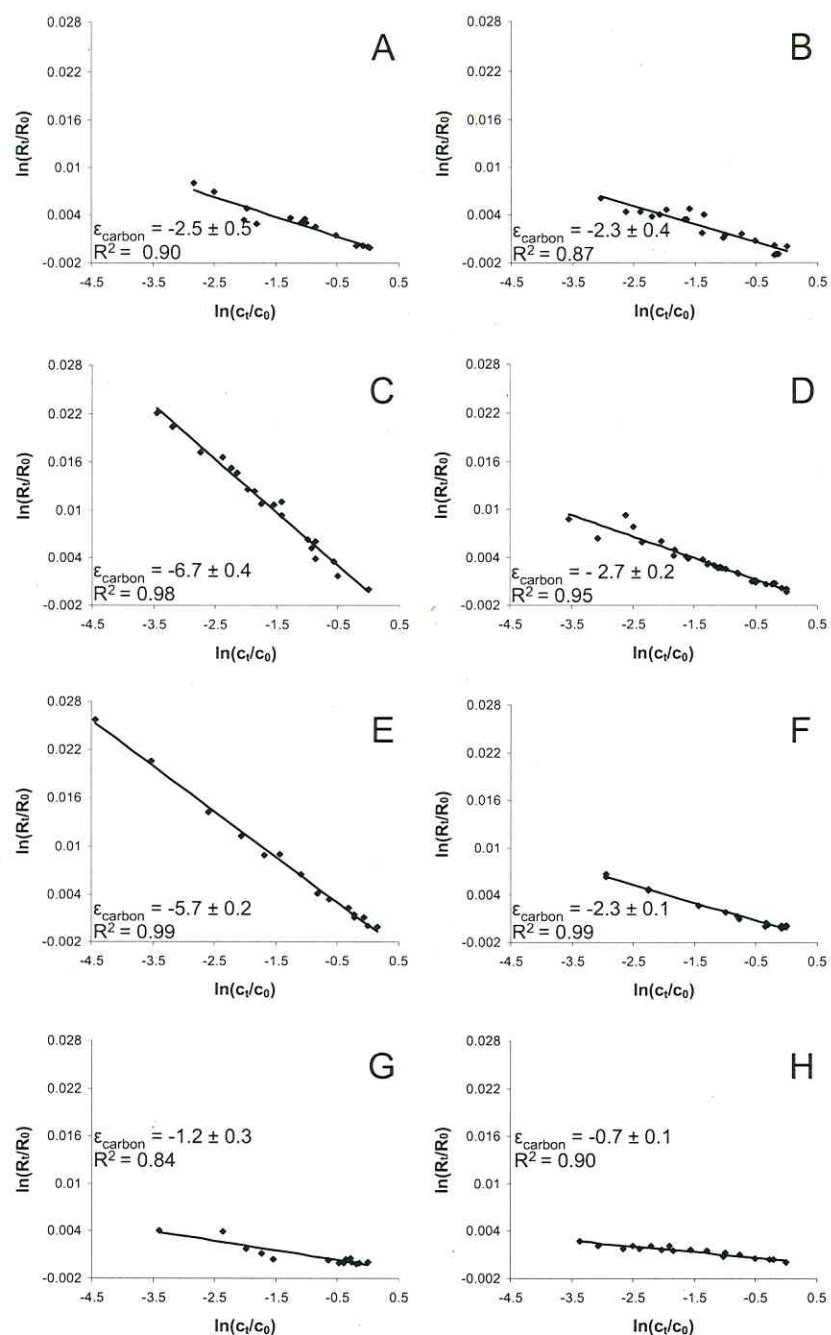 A
0.028
0.022
0.016
0.01
0.004
-0.002
ln(Rt/R0)
εcarbon = -2.5 ± 0.5
R2 = 0.90
-4.5 -3.5 -2.5 -1.5 -0.5 0.5
ln(ct/c0)
B
0.028
0.022
0.016
0.01
0.004
-0.002
ln(Rt/R0)
εcarbon = -2.3 ± 0.4
R2 = 0.87
-4.5 -3.5 -2.5 -1.5 -0.5 0.5
ln(ct/c0)
C
0.028
0.022
0.016
0.01
0.004
-0.002
ln(Rt/R0)
εcarbon = -6.7 ± 0.4
R2 = 0.98
-4.5 -3.5 -2.5 -1.5 -0.5 0.5
ln(ct/c0)
D
0.028
0.022
0.016
0.01
0.004
-0.002
ln(Rt/R0)
εcarbon = - 2.7 ± 0.2
R2 = 0.95
-4.5 -3.5 -2.5 -1.5 -0.5 0.5
ln(ct/c0)
E
0.028
0.022
0.016
0.01
0.004
-0.002
ln(Rt/R0)
εcarbon = -5.7 ± 0.2
R2 = 0.99
-4.5 -3.5 -2.5 -1.5 -0.5 0.5
ln(ct/c0)
F
0.028
0.022
0.016
0.01
0.004
-0.002
ln(Rt/R0)
εcarbon = -2.3 ± 0.1
R2 = 0.99
-4.5 -3.5 -2.5 -1.5 -0.5 0.5
ln(ct/c0)
G
0.028
0.022
0.016
0.01
0.004
-0.002
ln(Rt/R0)
εcarbon = -1.2 ± 0.3
R2 = 0.84
-4.5 -3.5 -2.5 -1.5 -0.5 0.5
ln(ct/c0)
H
0.028
0.022
0.016
0.01
0.004
-0.002
ln(Rt/R0)
εcarbon = -0.7 ± 0.1
R2 = 0.90
-4.5 -3.5 -2.5 -1.5 -0.5 0.5
ln(ct/c0)